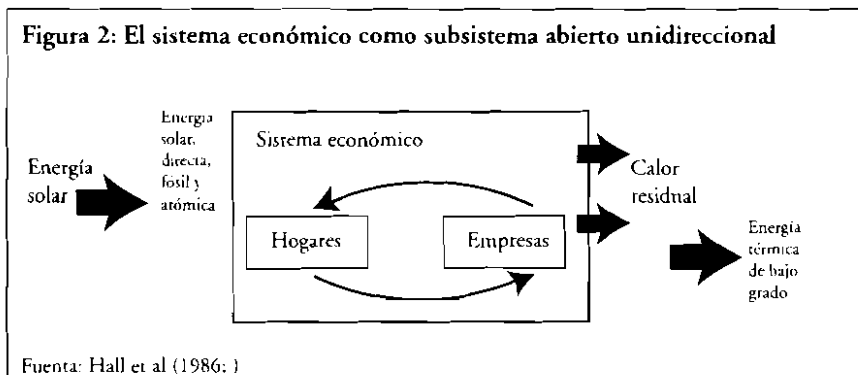 Figura 2: El sistema económico como subsistema abierto unidireccional
Energía
solar
Energía
solar,
directa,
fósil y
atómica
Sistema económico
Hogares
Empresas
Calor
residual
Energía
térmica
de bajo
grado
Fuenta: Hall et al (1986: )